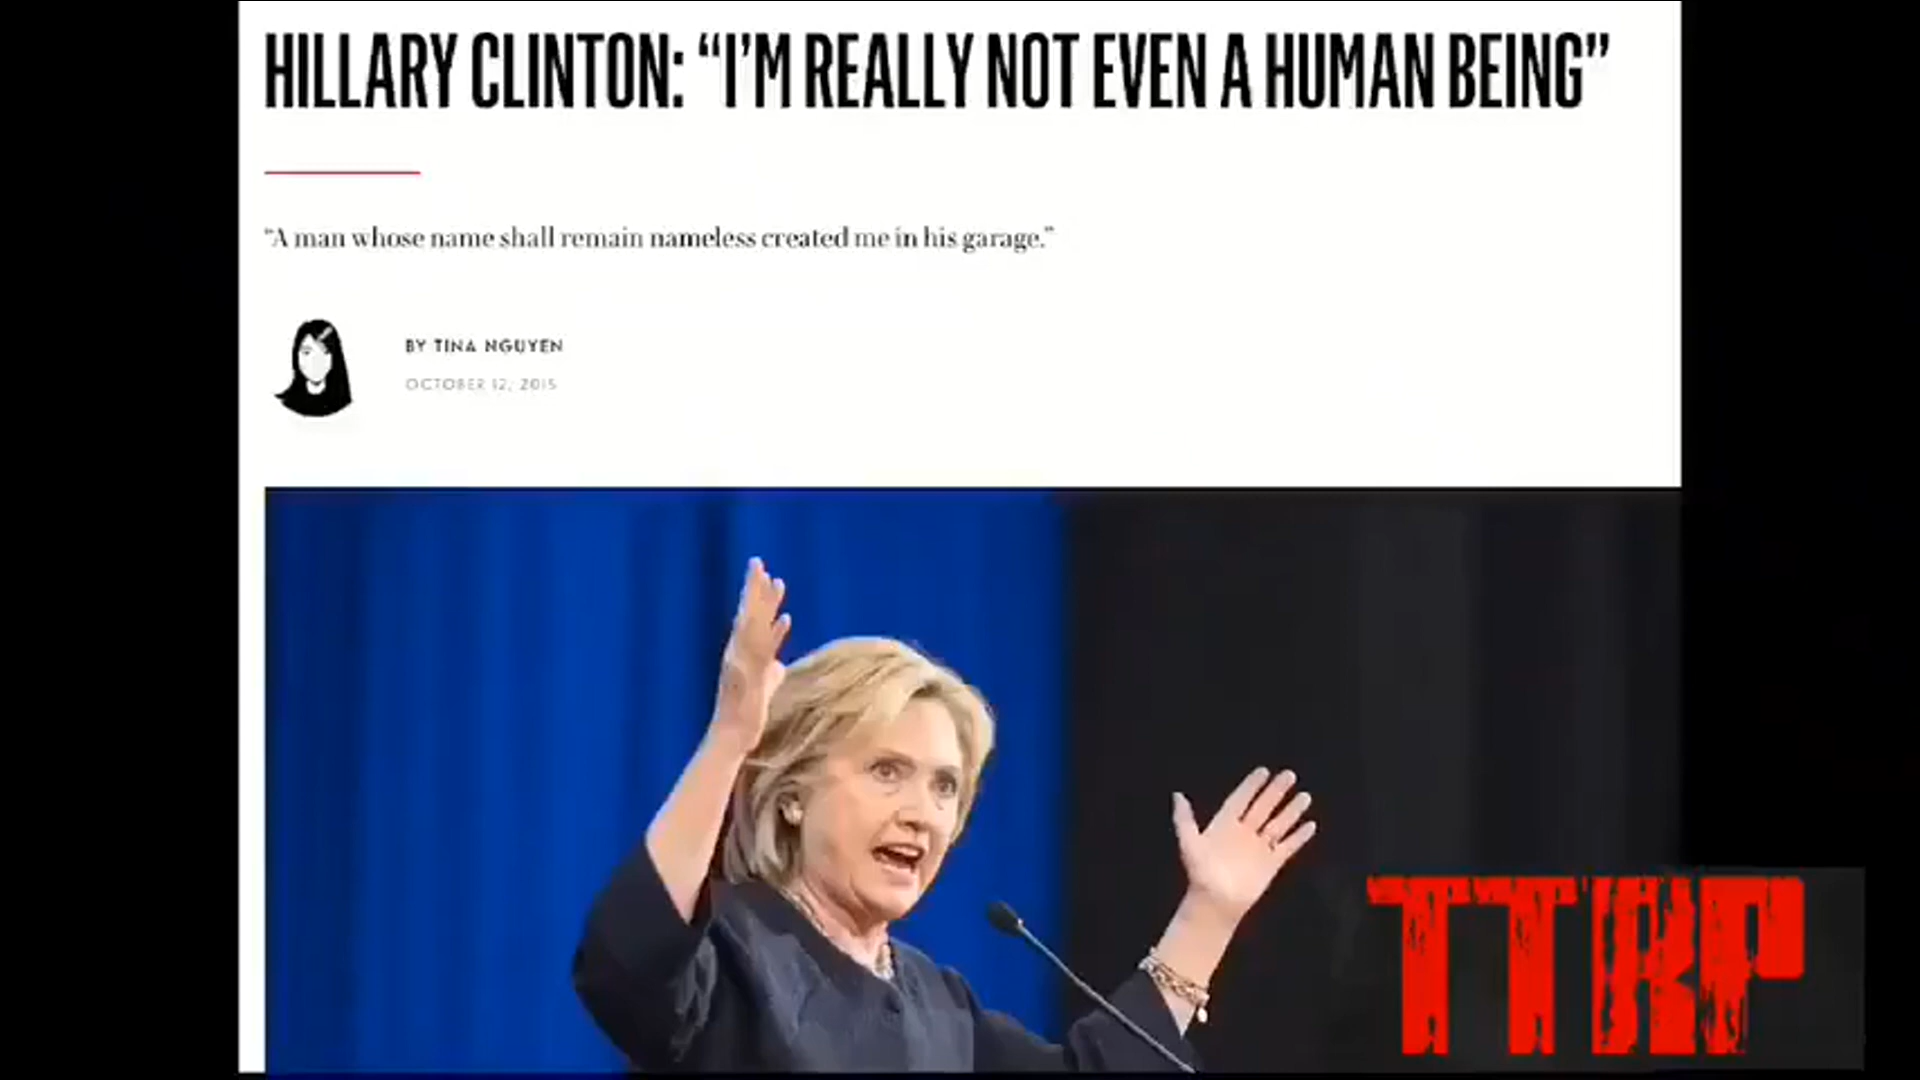 HILLARY CLINTON: “I’M REALLY NOT EVEN A HUMAN BEING”
“A man whose name shall remain nameless created me in his garage.”
BY TINA NGUYEN
OCTOBER 12, 2015
TTRP